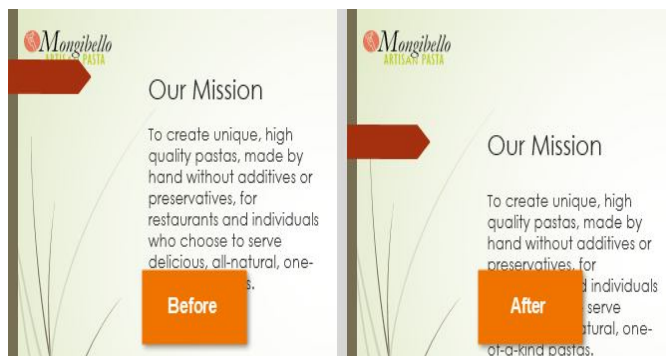 Mongibello
ARTISAN PASTA
Our Mission
To create unique, high
quality pastas, made by
hand without additives or
preservatives, for
restaurants and individuals
who choose to serve
delicious, all-natural, one-
Before
Mongibello
ARTISAN PASTA
Our Mission
To create unique, high
quality pastas, made by
hand without additives or
preservatives, for
individuals
serve
one-
of-a-kind pastas.
After